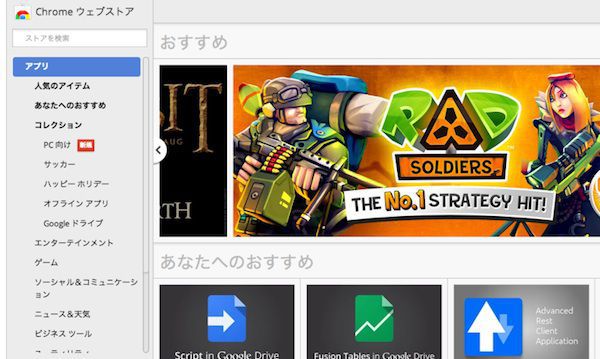 Chrome ウェブストア
ストアを検索
アプリ
人気のアイテム
あなたへのおすすめ
コレクション
PC 向け 新規
サッカー
ハッピー ホリデー
オフライン アプリ
Google ドライブ
エンターテインメント
ゲーム
ソーシャル＆コミュニケーシ
ョン
ニュース＆天気
ビジネス ツール
おすすめ
RAD
SOLDIERS
THE No.1 STRATEGY HIT!
あなたへのおすすめ
Script in Google Drive
Fusion Tables in Google Drive
Advanced
Rest
Client
Application